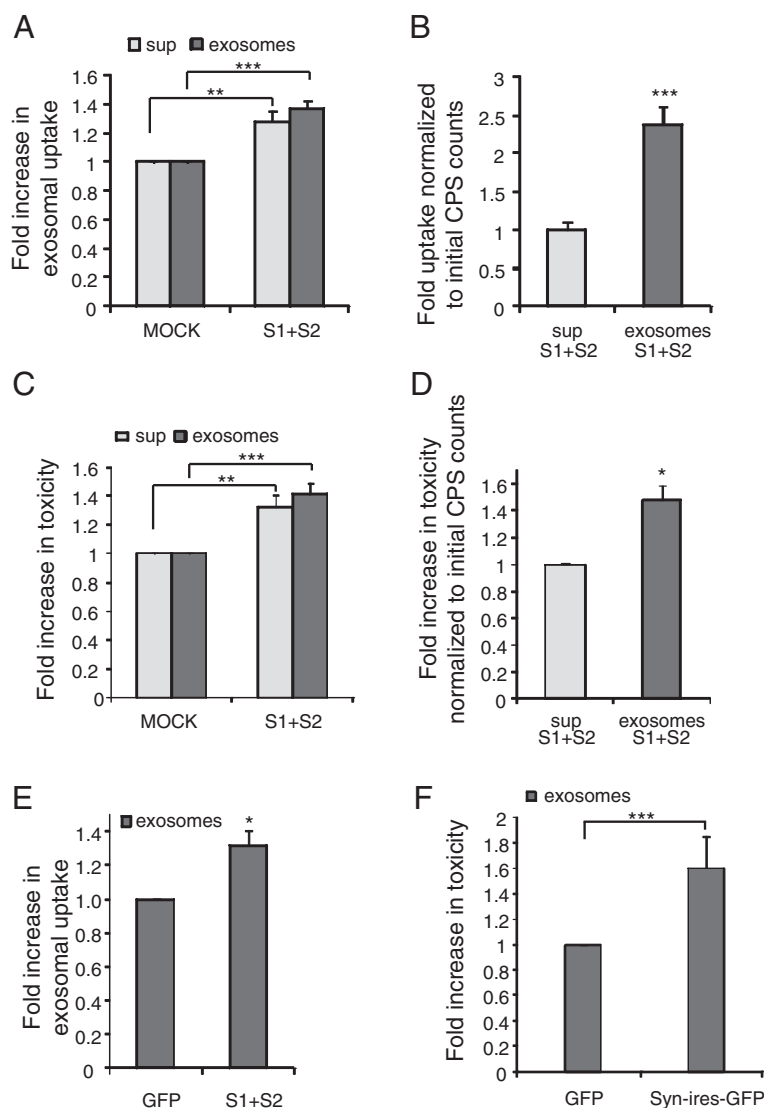 A
sup exosomes
Fold increase in
exosomal uptake
1.6
1.4
1.2
1
0.8
0.6
0.4
0.2
0
**
***
MOCK S1+S2
B
Fold uptake normalized
to initial CPS counts
3
2.5
2
1.5
1
0.5
0
***
sup
S1+S2
exosomes
S1+S2
C
sup exosomes
Fold increase in toxicity
1.6
1.4
1.2
1
0.8
0.6
0.4
0.2
0
**
***
MOCK S1+S2
D
Fold increase in toxicity
normalized to initial CPS counts
1.6
1.4
1.2
1
0.8
0.6
0.4
0.2
0
*
sup
S1+S2
exosomes
S1+S2
E
exosomes
Fold increase in
exosomal uptake
1.4
1.2
1.0
0.8
0.6
0.4
0.2
0
*
GFP S1+S2
F
exosomes
Fold increase in toxicity
2
1.8
1.6
1.4
1.2
1
0.8
0.6
0.4
0.2
0
***
GFP Syn-ires-GFP